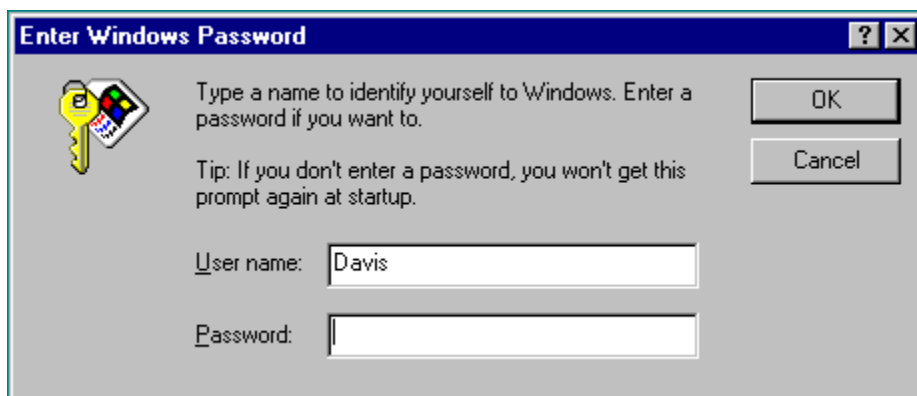 Enter Windows Password
Type a name to identify yourself to Windows. Enter a
password if you want to.
OK
Cancel
Tip: If you don't enter a password, you won't get this
prompt again at startup.
User name: Davis
Password: